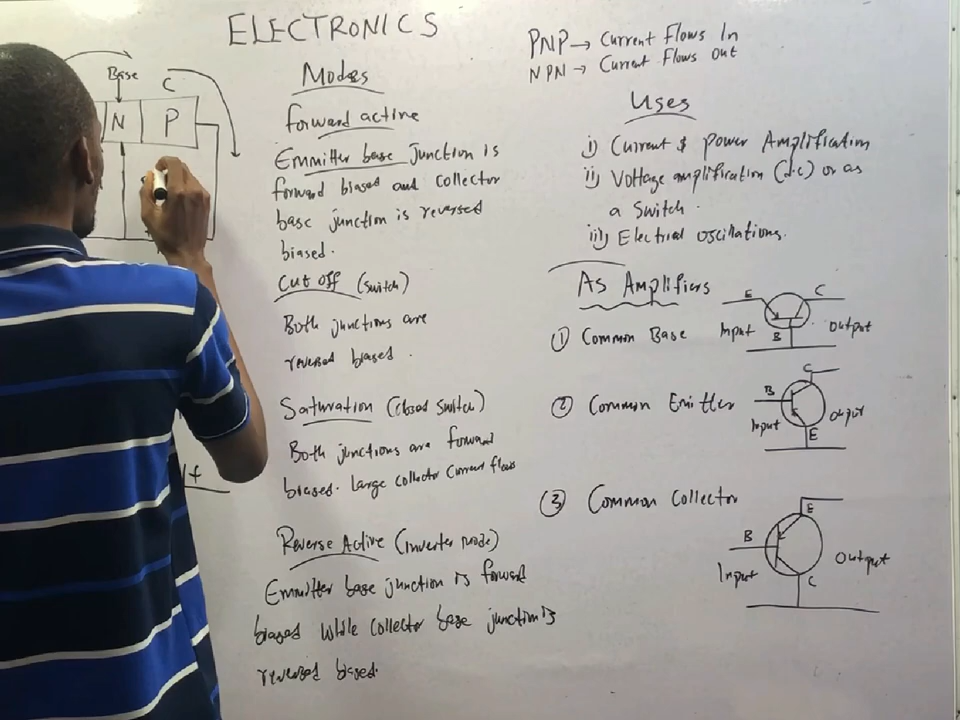 ELECTRONICS
Base
C
N
P
Modes
forward active
Emmitter base junction is
forward biased and collector
base junction is reversed
biased.
Cut off (switch)
Both junctions are
reversed biased.
Saturation (closed switch)
Both junctions are forward
biased. Large collector current flows
Reverse Active (inverter mode)
Emmitter base junction is forward
biased while collector base junction is
reversed biased.
PNP → Current Flows In
NPN → Current Flows Out
Uses
i) Current & power Amplification
ii) Voltage amplification (d.c) or as
a Switch.
iii) Electrical oscillations.
As Amplifiers
① Common Base
E
C
Input
B
Output
② Common Emitter
C
B
Input
Output
E
③ Common Collector
E
B
Input
Output
C